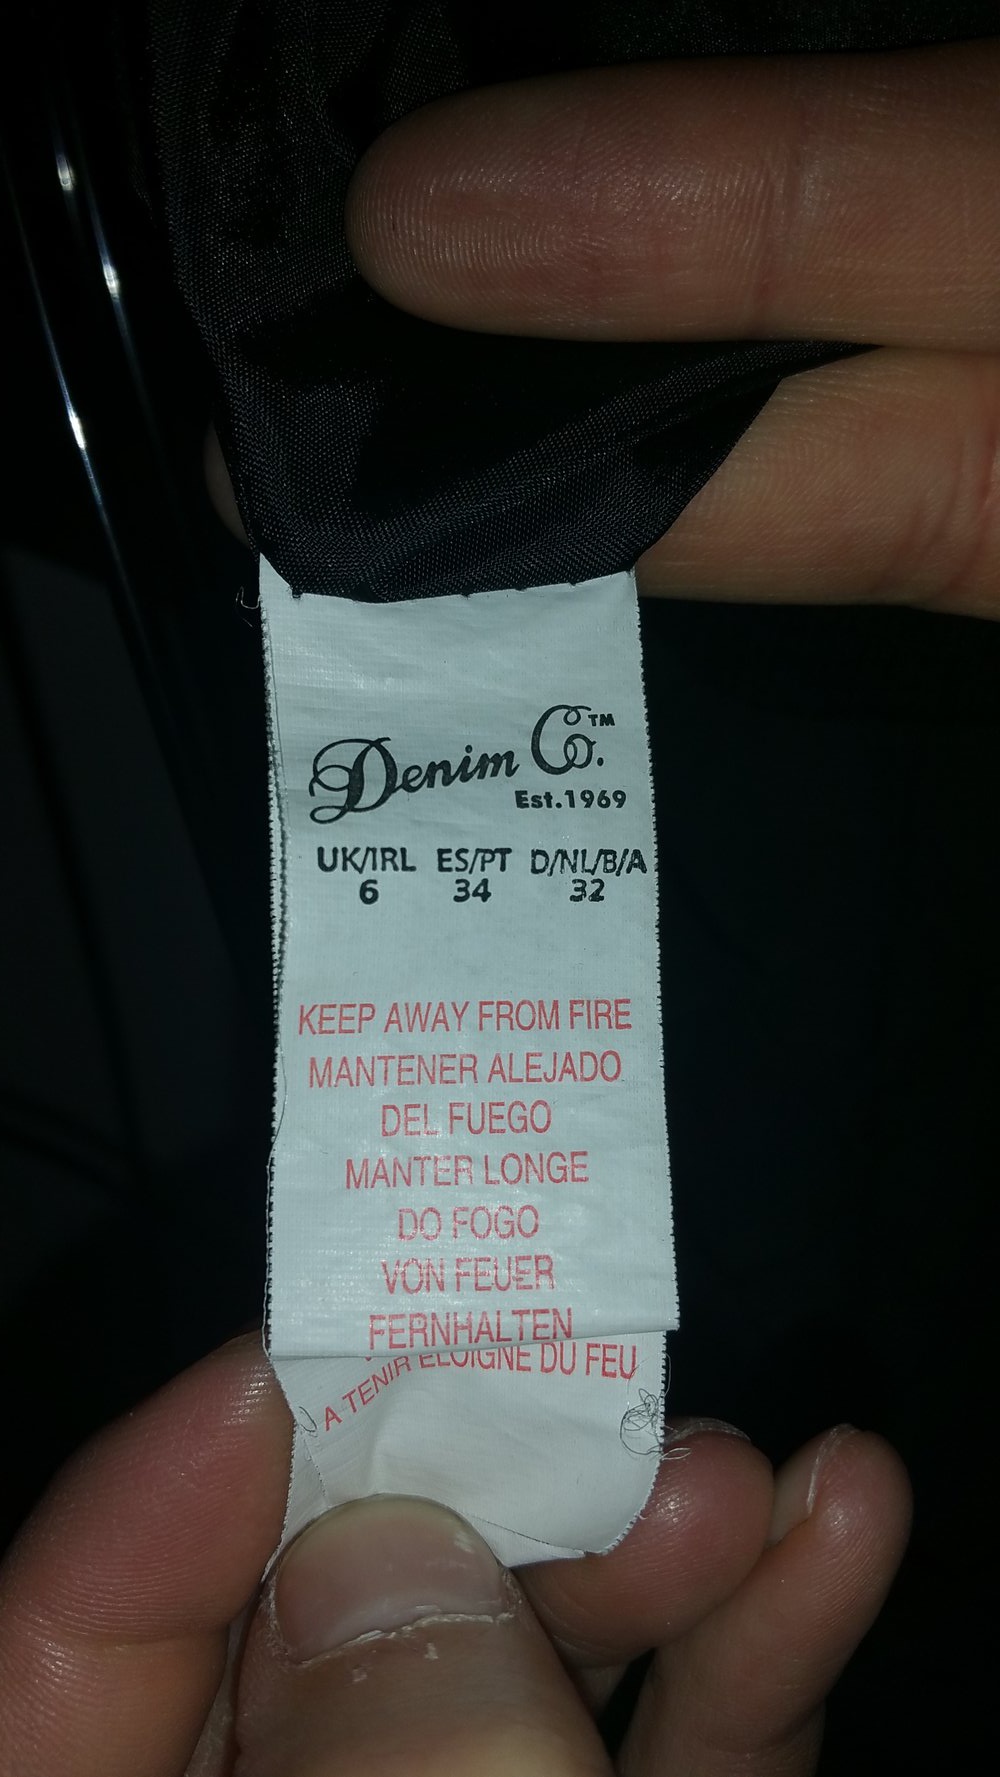 Denim Co.™
Est.1969
UK/IRL ES/PT D/NL/B/A
6 34 32
KEEP AWAY FROM FIRE
MANTENER ALEJADO
DEL FUEGO
MANTER LONGE
DO FOGO
VON FEUER
FERNHALTEN
A TENIR ELOIGNE DU FEU